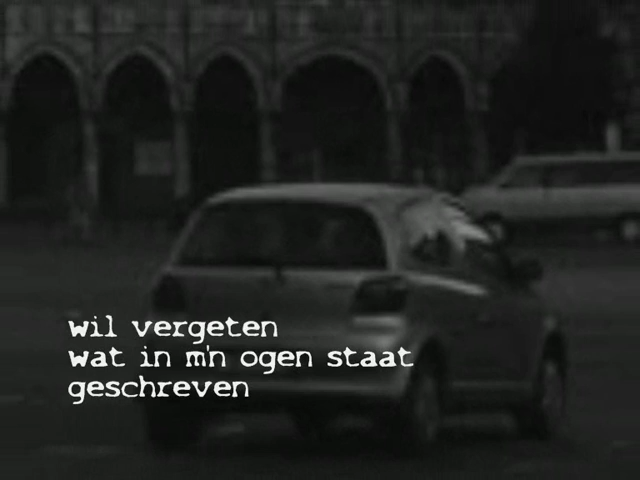 wil vergeten
wat in m'n ogen staat
geschreven